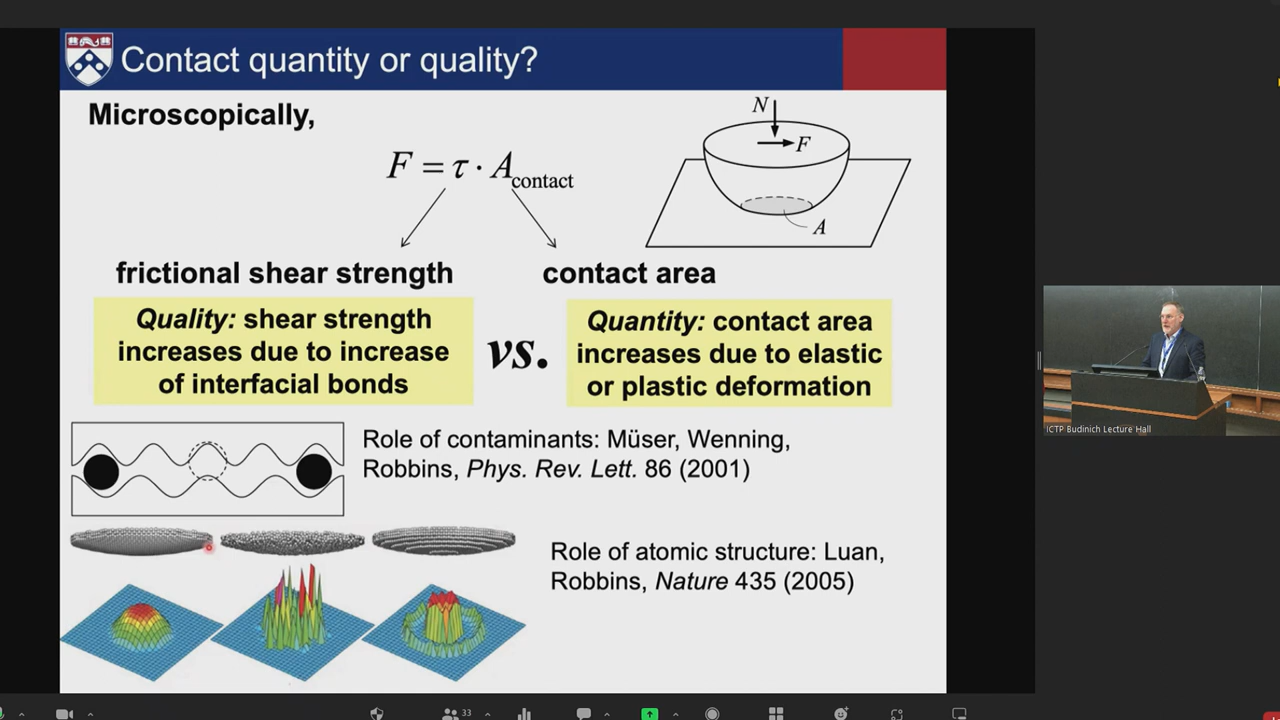 Contact quantity or quality?
Microscopically,
F = τ · A contact
N
F
A
frictional shear strength
contact area
Quality: shear strength
increases due to increase
of interfacial bonds
vs.
Quantity: contact area
increases due to elastic
or plastic deformation
Role of contaminants: Müser, Wenning,
Robbins, Phys. Rev. Lett. 86 (2001)
Role of atomic structure: Luan,
Robbins, Nature 435 (2005)
ICTP Budinich Lecture Hall
33